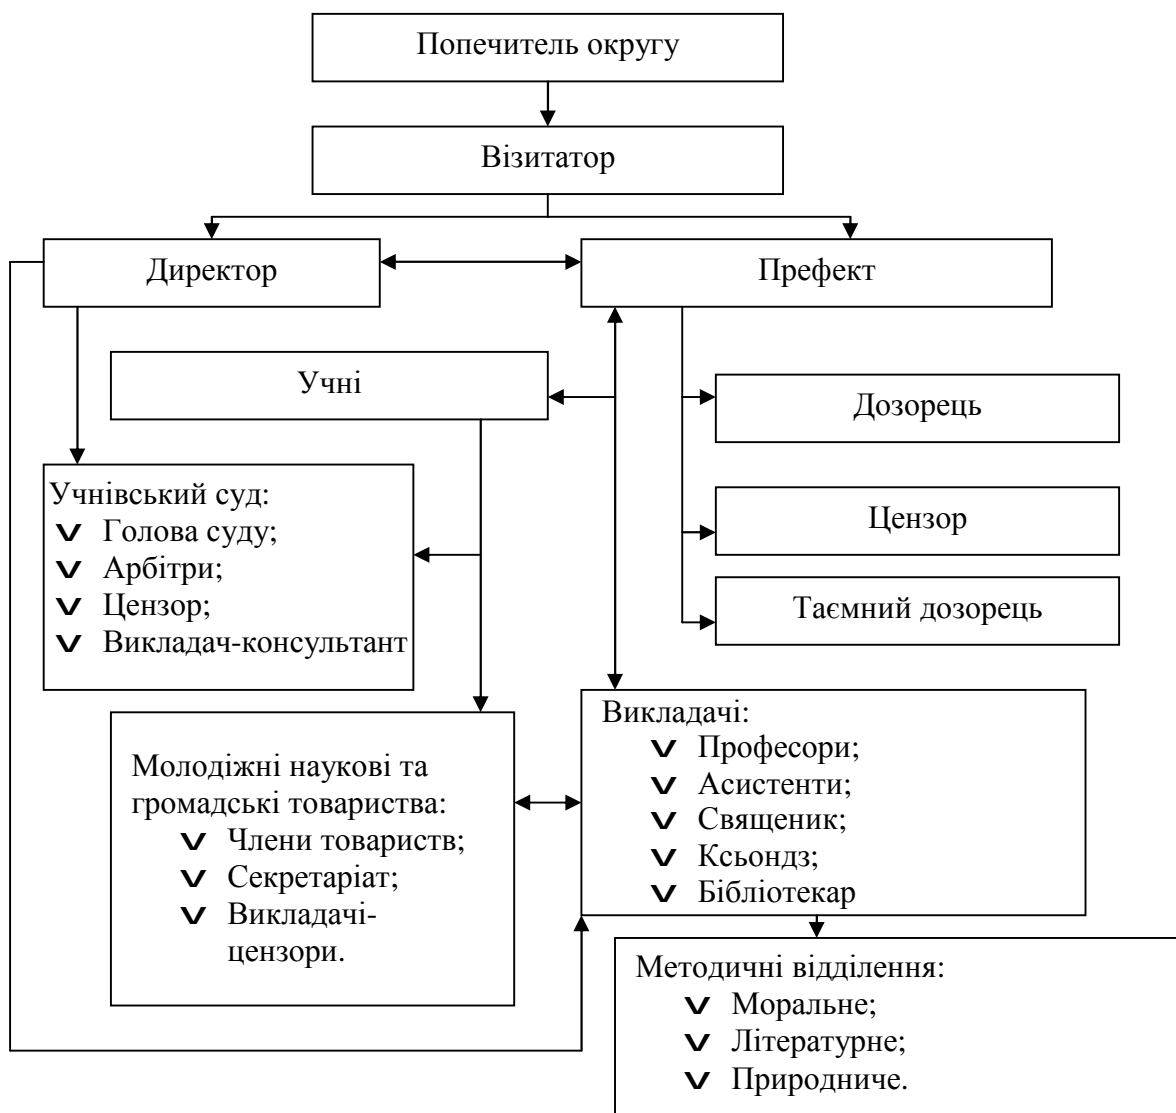 Попечитель округу
Візитатор
Директор
Префект
Учні
Дозорець
Учнівський суд:
Голова суду;
Арбітри;
Цензор;
Викладач-консультант
Цензор
Таємний дозорець
Молодіжні наукові та
громадські товариства:
Члени товариств;
Секретаріат;
Викладачі-
цензори.
Викладачі:
Професори;
Асистенти;
Священик;
Ксьондз;
Бібліотекар
Методичні відділення:
Моральне;
Літературне;
Природниче.